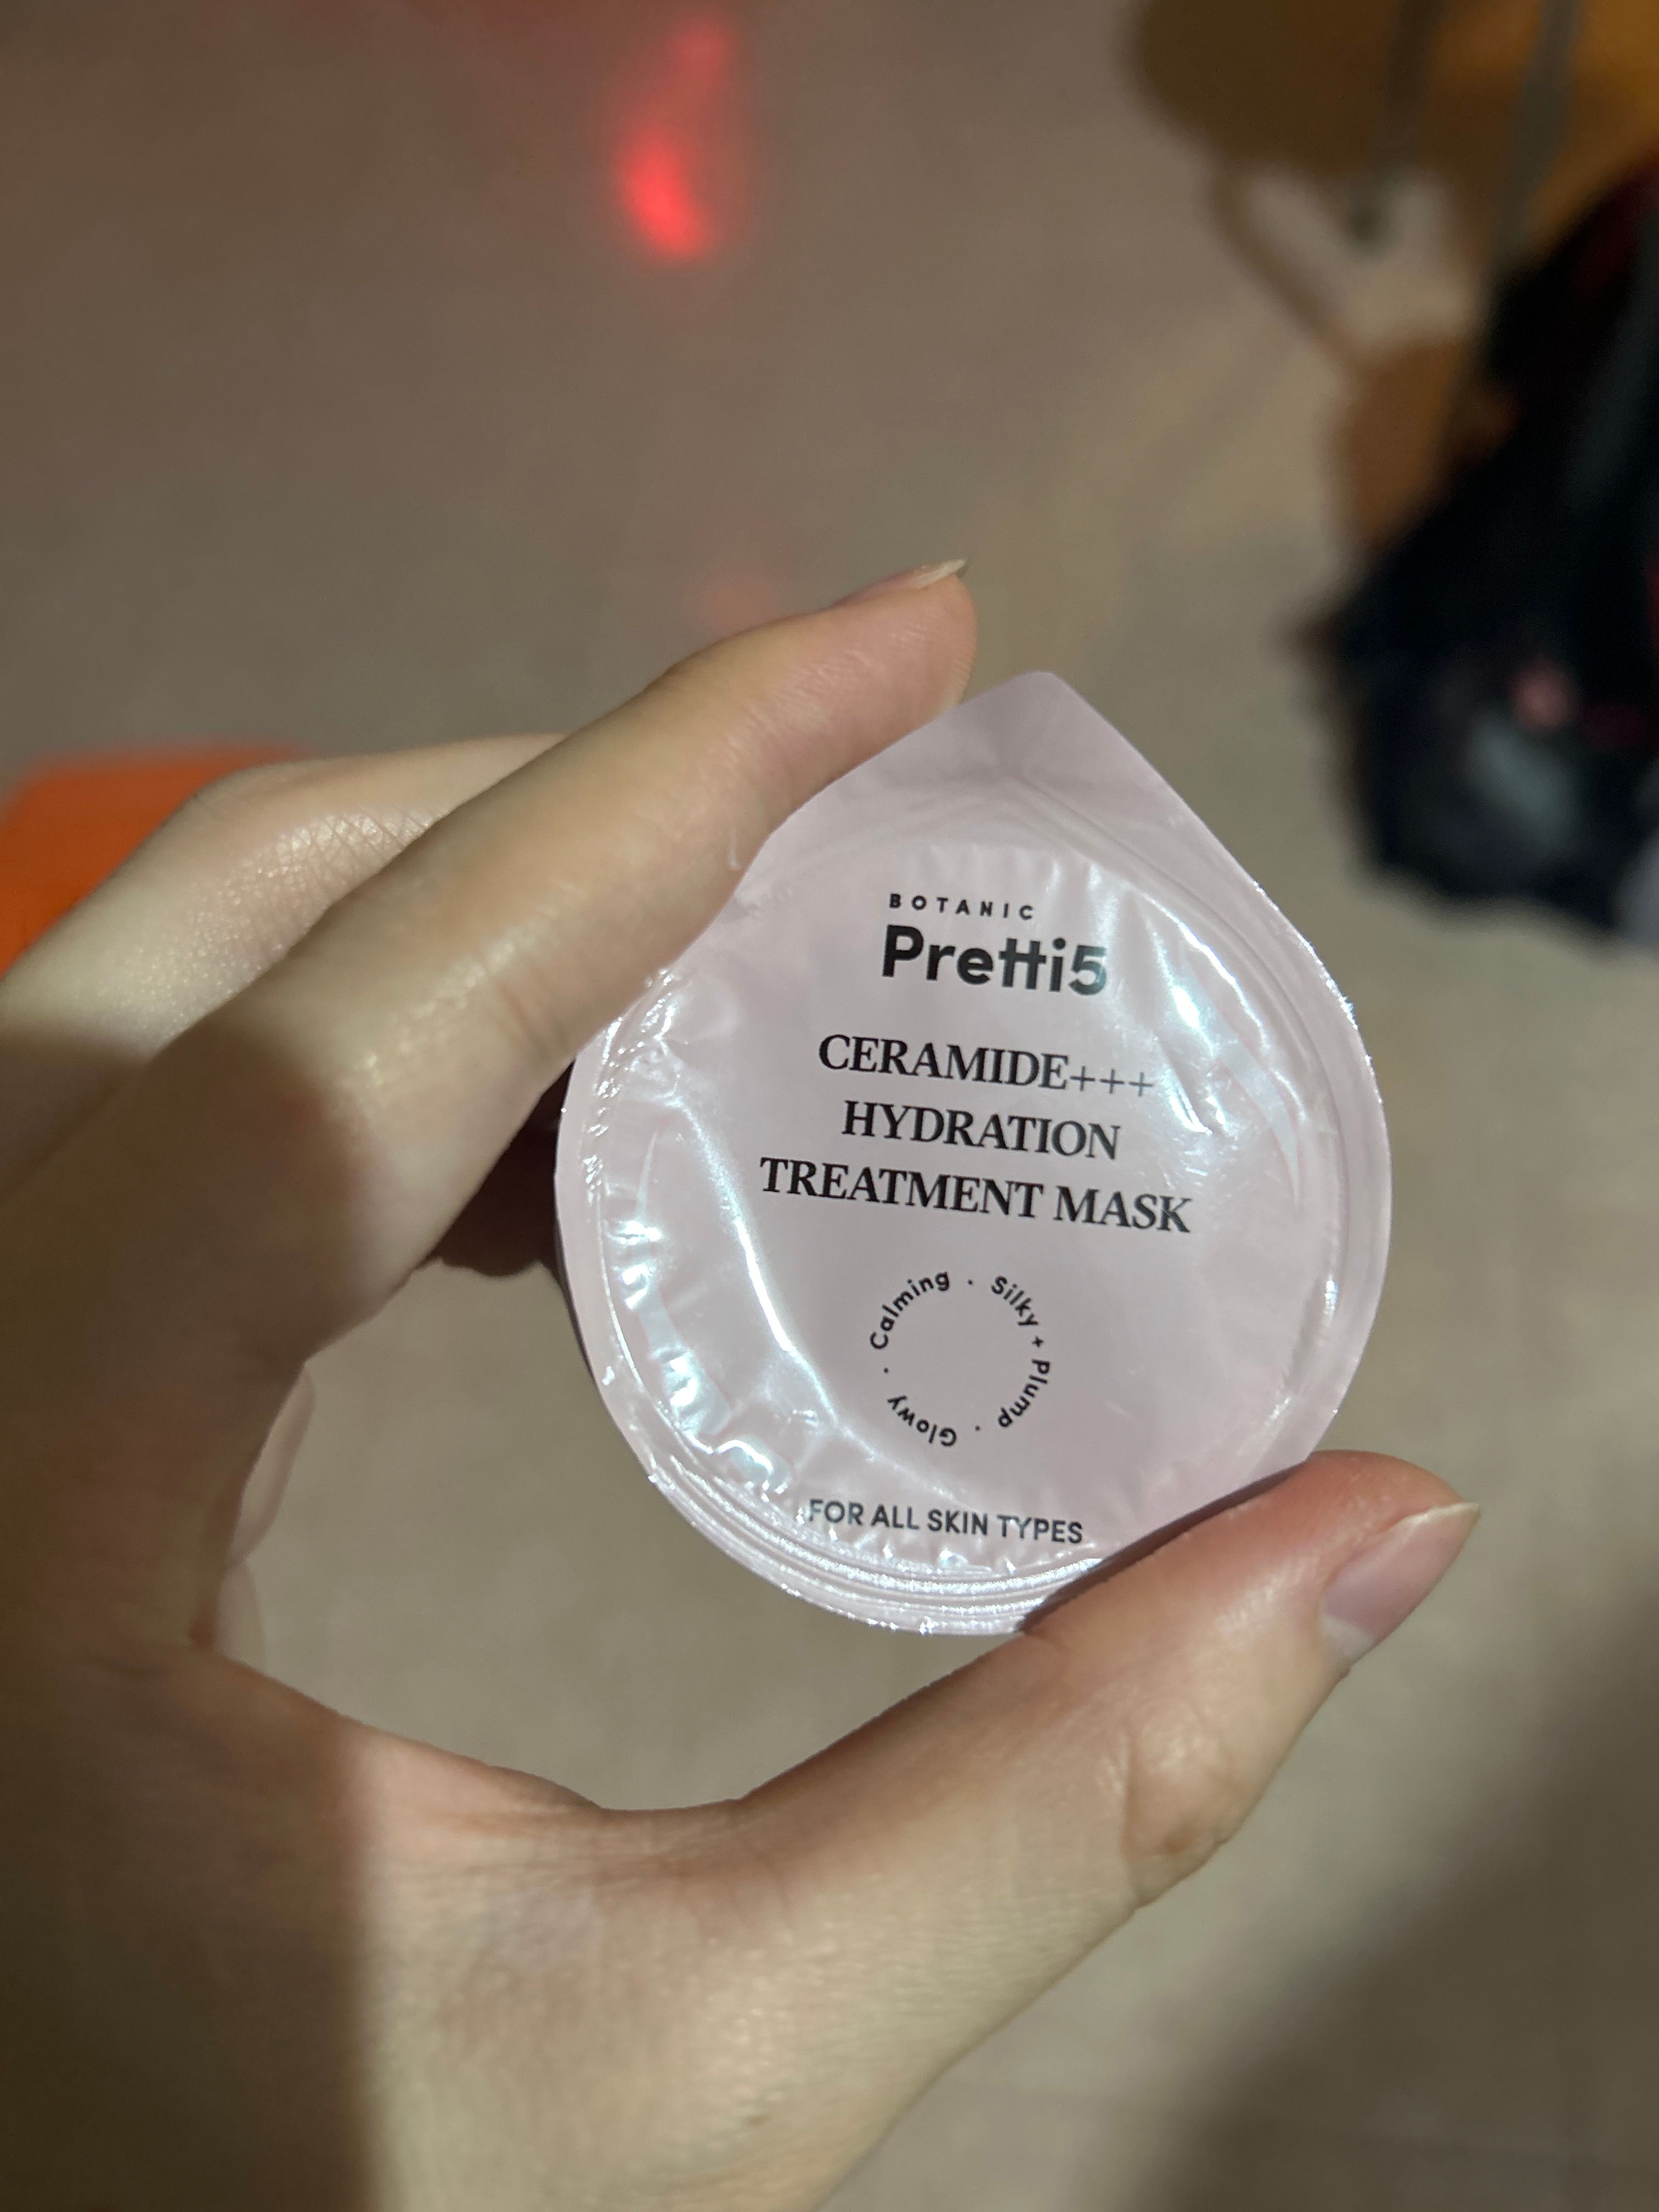 BOTANIC
Pretti5
CERAMIDE+++
HYDRATION
TREATMENT MASK
Calming · Silky + Plump · Glowy ·
FOR ALL SKIN TYPES